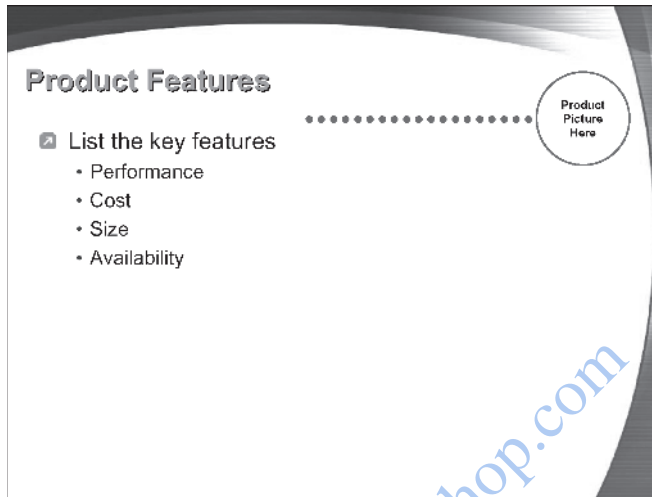 Product Features
Product
Picture
Here
List the key features
• Performance
• Cost
• Size
• Availability